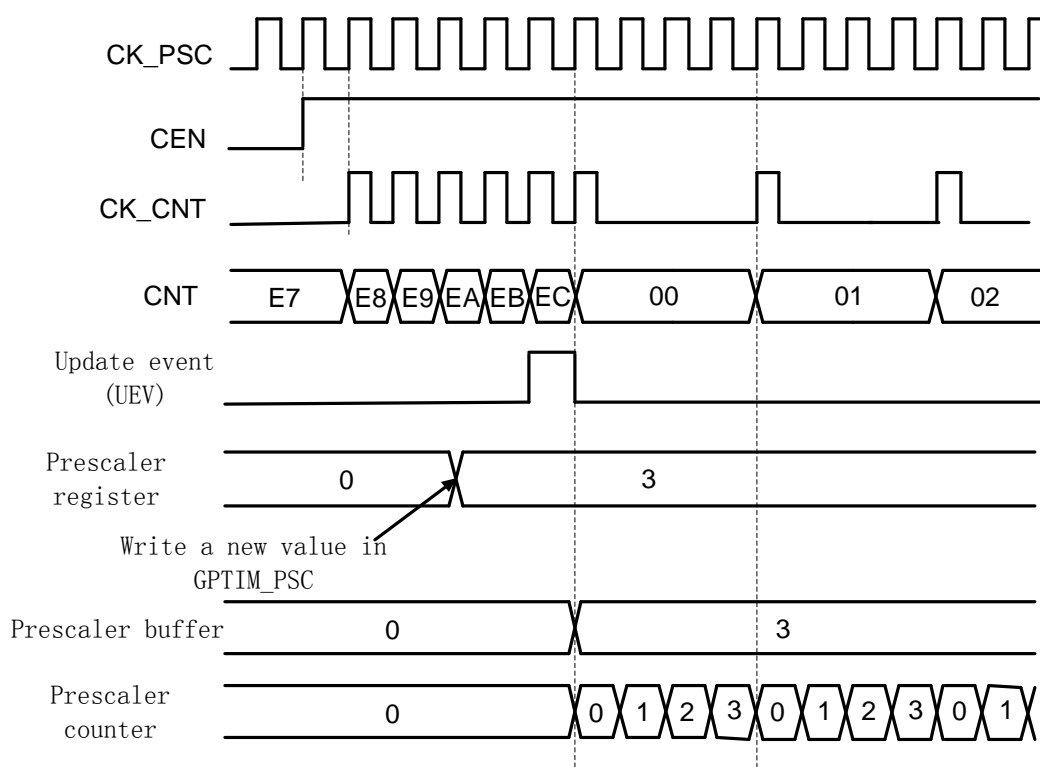 CK_PSC
CEN
CK_CNT
CNT E7 E8 E9 EA EB EC 00 01 02
Update event
(UEV)
Prescaler
register
0 3
Write a new value in
GPTIM_PSC
Prescaler buffer 0 3
Prescaler
counter
0 0 1 2 3 0 1 2 3 0 1